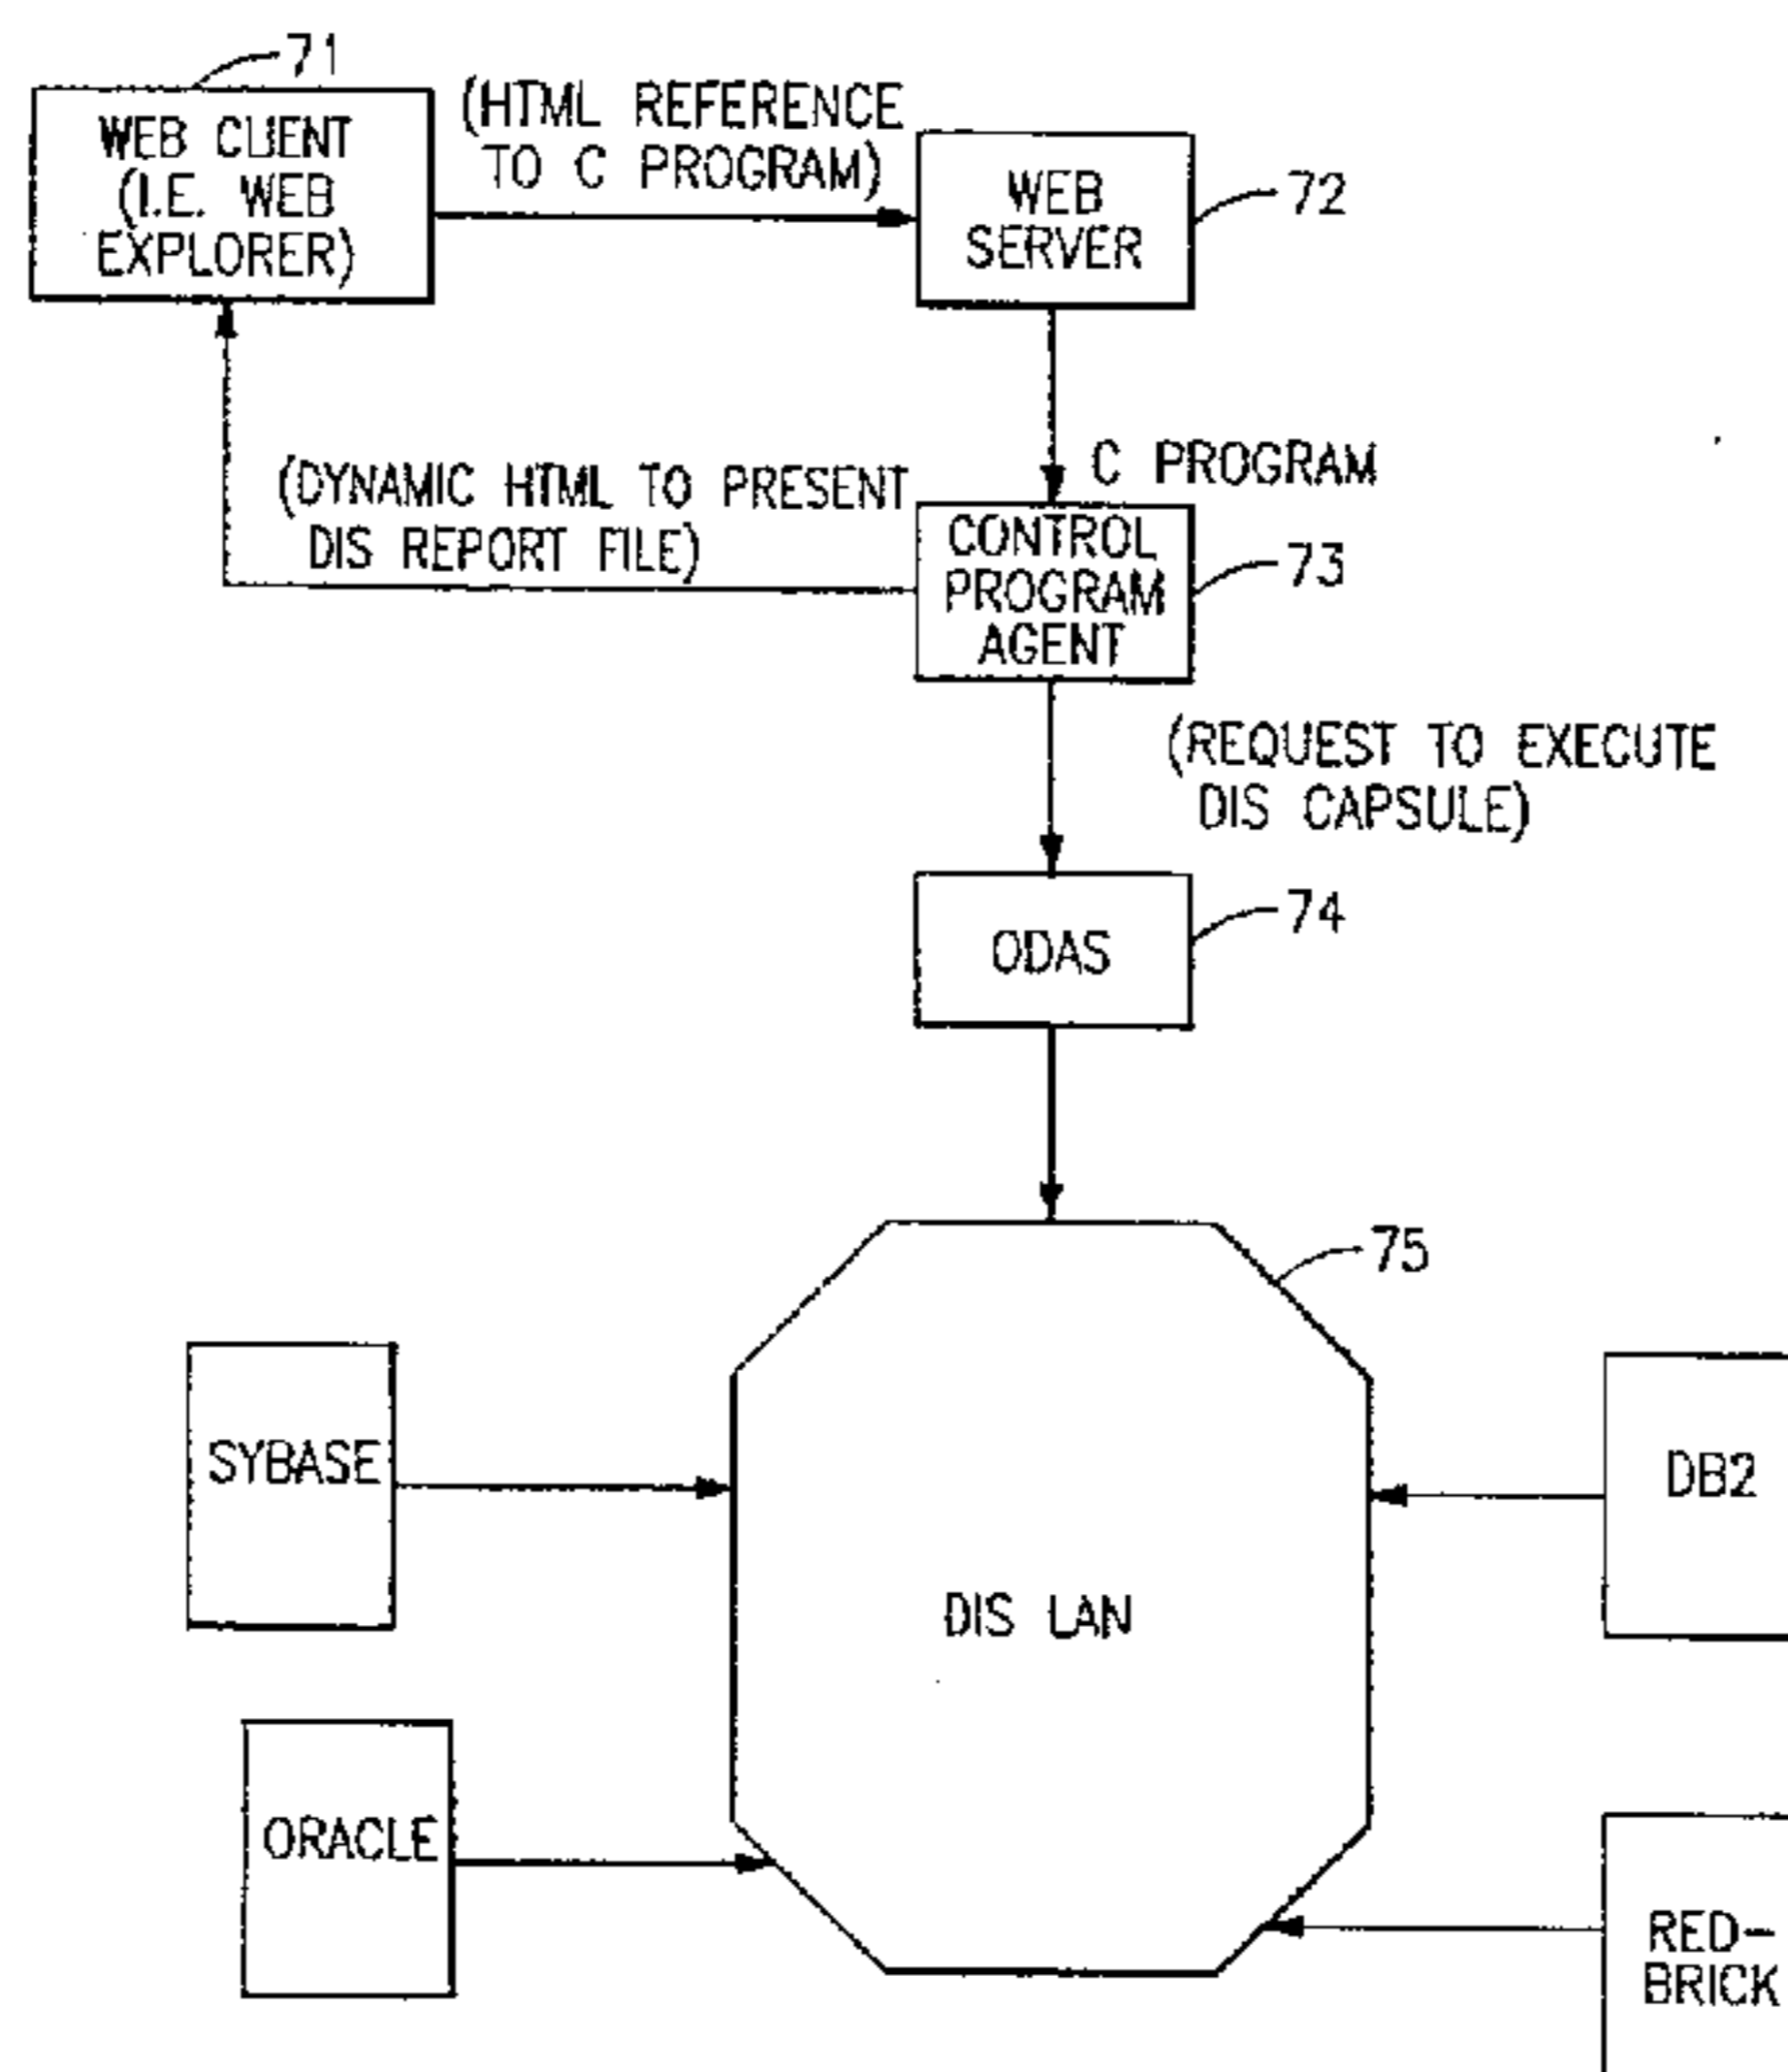 71
WEB CLIENT
(I.E. WEB
EXPLORER)
(HTML REFERENCE
TO C PROGRAM)
WEB
SERVER
72
C PROGRAM
(DYNAMIC HTML TO PRESENT
DIS REPORT FILE)
CONTROL
PROGRAM
AGENT
73
(REQUEST TO EXECUTE
DIS CAPSULE)
ODAS
74
75
SYBASE
DB2
DIS LAN
ORACLE
RED-
BRICK